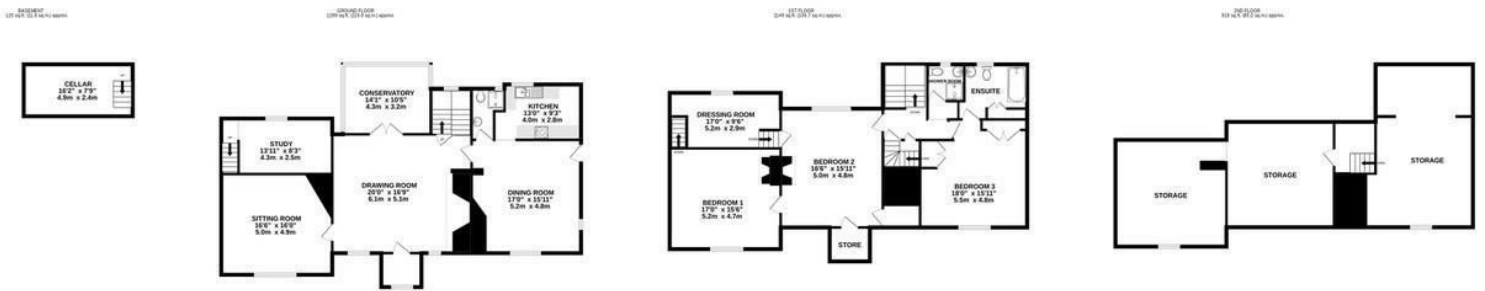 BASEMENT
GROUND FLOOR
1ST FLOOR
2ND FLOOR
CELLAR
16'2" x 7'9"
4.9m x 2.4m
CONSERVATORY
14'1" x 10'5"
4.3m x 3.2m
KITCHEN
13'0" x 9'3"
4.0m x 2.8m
STUDY
13'11" x 8'3"
4.3m x 2.5m
DRAWING ROOM
20'0" x 16'9"
6.1m x 5.1m
DINING ROOM
17'0" x 15'11"
5.2m x 4.8m
SITTING ROOM
16'6" x 16'0"
5.0m x 4.9m
SHOWER ROOM
ENSUITE
DRESSING ROOM
17'0" x 9'6"
5.2m x 2.9m
BEDROOM 2
16'6" x 15'11"
5.0m x 4.8m
BEDROOM 3
18'0" x 15'11"
5.5m x 4.8m
BEDROOM 1
17'0" x 15'6"
5.2m x 4.7m
STORE
STORAGE
STORAGE
STORAGE